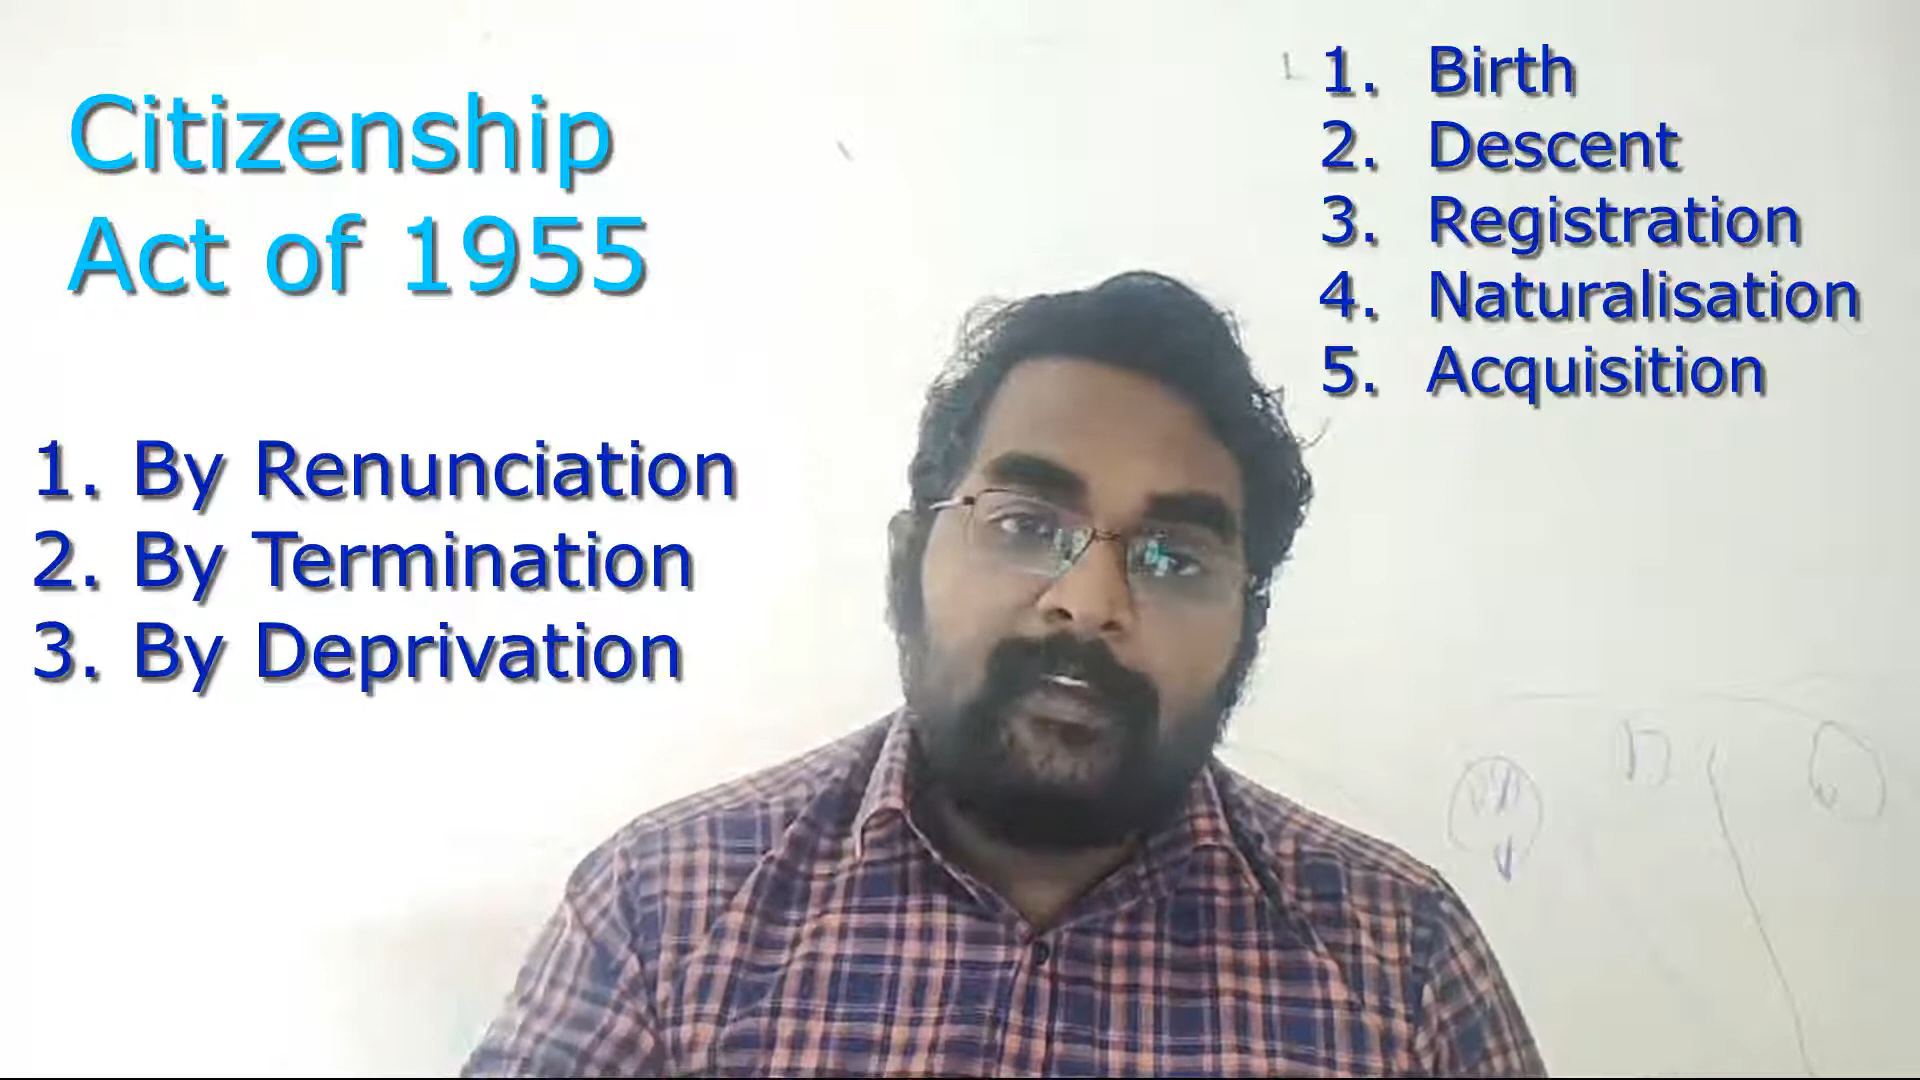 Citizenship
Act of 1955
1. By Renunciation
2. By Termination
3. By Deprivation
1. Birth
2. Descent
3. Registration
4. Naturalisation
5. Acquisition